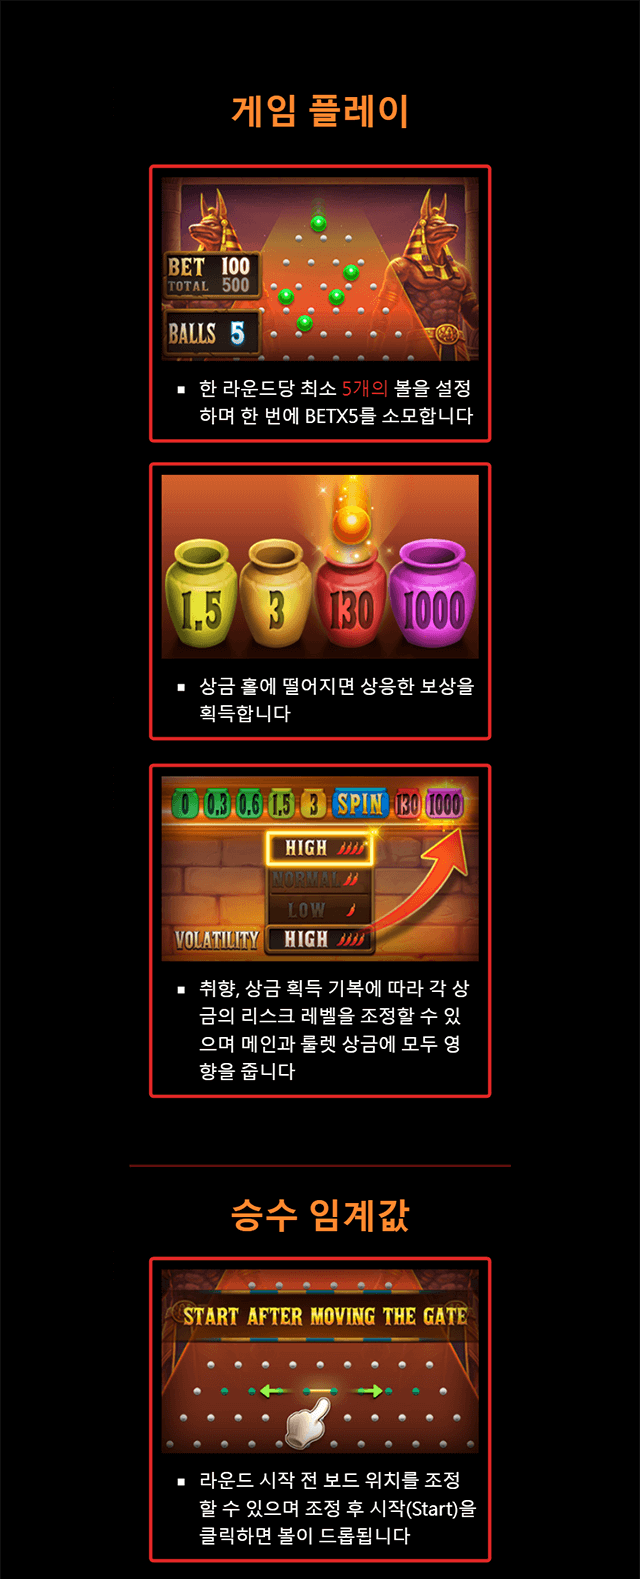 게임 플레이
BET 100
TOTAL 500
BALLS 5
한 라운드당 최소 5개의 볼을 설정
하며 한 번에 BETX5를 소모합니다
1.5 3 130 1000
상금 홀에 떨어지면 상응한 보상을
획득합니다
0 0.3 0.6 1.5 3 SPIN 130 1000
HIGH
NORMAL
LOW
VOLATILITY HIGH
취향, 상금 획득 기복에 따라 각 상
금의 리스크 레벨을 조정할 수 있
으며 메인과 룰렛 상금에 모두 영
향을 줍니다
승수 임계값
START AFTER MOVING THE GATE
라운드 시작 전 보드 위치를 조정
할 수 있으며 조정 후 시작(Start)을
클릭하면 볼이 드롭됩니다